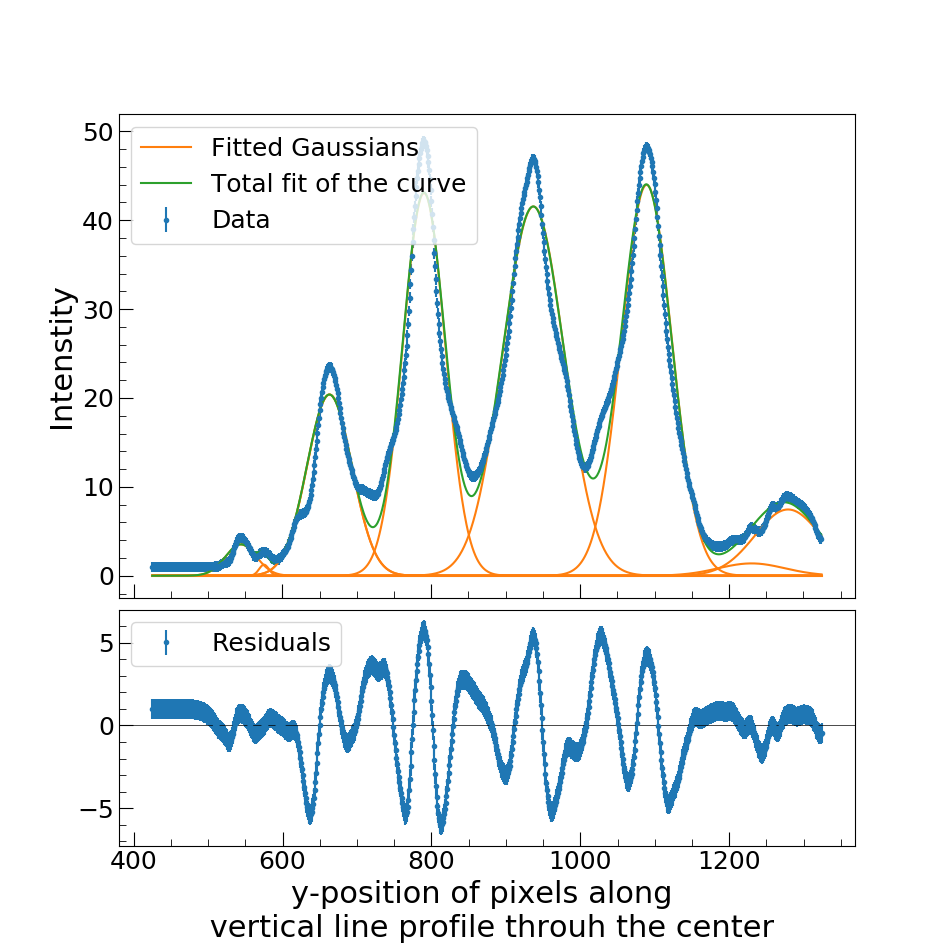 50
40
30
20
10
0
Intenstity
Fitted Gaussians
Total fit of the curve
Data
5
0
−5
Residuals
400 600 800 1000 1200
y-position of pixels along
vertical line profile throuh the center